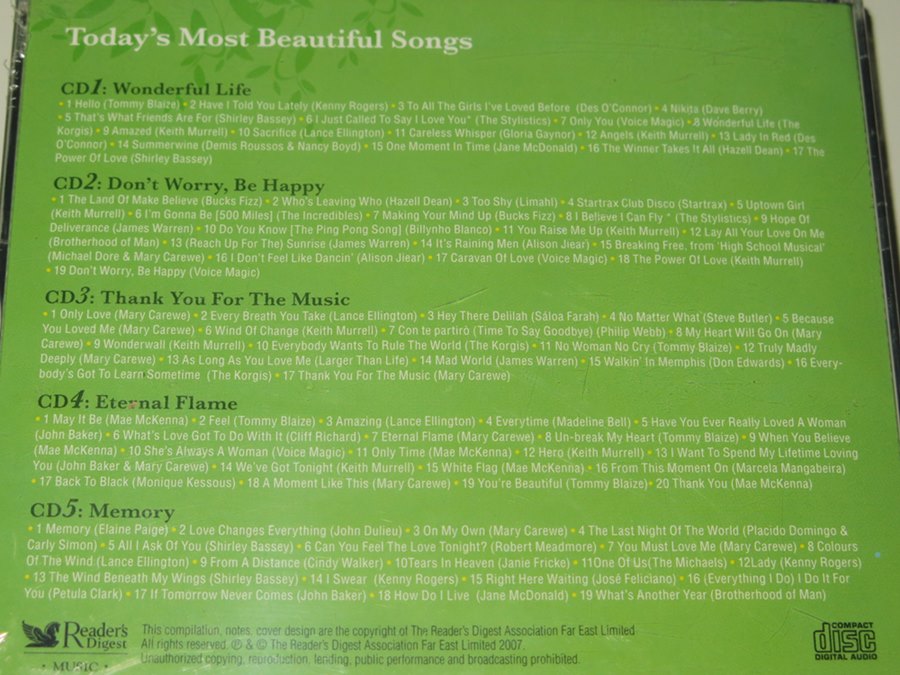 Today's Most Beautiful Songs
CD1: Wonderful Life
• 1 Hello (Tommy Blaize) • 2 Have I Told You Lately (Kenny Rogers) • 3 To All The Girls I've Loved Before (Des O'Connor) • 4 Nikita (Dave Berry)
• 5 That's What Friends Are For (Shirley Bassey) • 6 I Just Called To Say I Love You* (The Stylistics) • 7 Only You (Voice Magic) • 8 Wonderful Life (The
Korgis) • 9 Amazed (Keith Murrell) • 10 Sacrifice (Lance Ellington) • 11 Careless Whisper (Gloria Gaynor) • 12 Angels (Keith Murrell) • 13 Lady In Red (Des
O'Connor) • 14 Summerwine (Demis Roussos & Nancy Boyd) • 15 One Moment In Time (Jane McDonald) • 16 The Winner Takes It All (Hazell Dean) • 17 The
Power Of Love (Shirley Bassey)
CD2: Don't Worry, Be Happy
• 1 The Land Of Make Believe (Bucks Fizz) • 2 Who's Leaving Who (Hazell Dean) • 3 Too Shy (Limahl) • 4 Startrax Club Disco (Startrax) • 5 Uptown Girl
(Keith Murrell) • 6 I'm Gonna Be [500 Miles] (The Incredibles) • 7 Making Your Mind Up (Bucks Fizz) • 8 I Believe I Can Fly * (The Stylistics) • 9 Hope Of
Deliverance (James Warren) • 10 Do You Know [The Ping Pong Song] (Billynho Blanco) • 11 You Raise Me Up (Keith Murrell) • 12 Lay All Your Love On Me
(Brotherhood of Man) • 13 (Reach Up For The) Sunrise (James Warren) • 14 It's Raining Men (Alison Jiear) • 15 Breaking Free, from 'High School Musical'
(Michael Dore & Mary Carewe) • 16 I Don't Feel Like Dancin' (Alison Jiear) • 17 Caravan Of Love (Voice Magic) • 18 The Power Of Love (Keith Murrell)
• 19 Don't Worry, Be Happy (Voice Magic)
CD3: Thank You For The Music
• 1 Only Love (Mary Carewe) • 2 Every Breath You Take (Lance Ellington) • 3 Hey There Delilah (Sáloa Farah) • 4 No Matter What (Steve Butler) • 5 Because
You Loved Me (Mary Carewe) • 6 Wind Of Change (Keith Murrell) • 7 Con te partirò (Time To Say Goodbye) (Philip Webb) • 8 My Heart Will Go On (Mary
Carewe) • 9 Wonderwall (Keith Murrell) • 10 Everybody Wants To Rule The World (The Korgis) • 11 No Woman No Cry (Tommy Blaize) • 12 Truly Madly
Deeply (Mary Carewe) • 13 As Long As You Love Me (Larger Than Life) • 14 Mad World (James Warren) • 15 Walkin' In Memphis (Don Edwards) • 16 Every-
body's Got To Learn Sometime (The Korgis) • 17 Thank You For The Music (Mary Carewe)
CD4: Eternal Flame
• 1 May It Be (Mae McKenna) • 2 Feel (Tommy Blaize) • 3 Amazing (Lance Ellington) • 4 Everytime (Madeline Bell) • 5 Have You Ever Really Loved A Woman
(John Baker) • 6 What's Love Got To Do With It (Cliff Richard) • 7 Eternal Flame (Mary Carewe) • 8 Un-break My Heart (Tommy Blaize) • 9 When You Believe
(Mae McKenna) • 10 She's Always A Woman (Voice Magic) • 11 Only Time (Mae McKenna) • 12 Hero (Keith Murrell) • 13 I Want To Spend My Lifetime Loving
You (John Baker & Mary Carewe) • 14 We've Got Tonight (Keith Murrell) • 15 White Flag (Mae McKenna) • 16 From This Moment On (Marcela Mangabeira)
• 17 Back To Black (Monique Kessous) • 18 A Moment Like This (Mary Carewe) • 19 You're Beautiful (Tommy Blaize) • 20 Thank You (Mae McKenna)
CD5: Memory
• 1 Memory (Elaine Paige) • 2 Love Changes Everything (John Dulieu) • 3 On My Own (Mary Carewe) • 4 The Last Night Of The World (Placido Domingo &
Carly Simon) • 5 All I Ask Of You (Shirley Bassey) • 6 Can You Feel The Love Tonight? (Robert Meadmore) • 7 You Must Love Me (Mary Carewe) • 8 Colours
Of The Wind (Lance Ellington) • 9 From A Distance (Cindy Walker) • 10Tears In Heaven (Janie Fricke) • 11One Of Us(The Michaels) • 12Lady (Kenny Rogers)
• 13 The Wind Beneath My Wings (Shirley Bassey) • 14 I Swear (Kenny Rogers) • 15 Right Here Waiting (José Feliciano) • 16 (Everything I Do) I Do It For
You (Petula Clark) • 17 If Tomorrow Never Comes (John Baker) • 18 How Do I Live (Jane McDonald) • 19 What's Another Year (Brotherhood of Man)
Reader's
Digest
• MUSIC •
This compilation, notes, cover design are the copyright of The Reader's Digest Association Far East Limited
All rights reserved. ℗ & © The Reader's Digest Association Far East Limited 2007.
Unauthorized copying, reproduction, lending, public performance and broadcasting prohibited.
COMPACT
disc
DIGITAL AUDIO